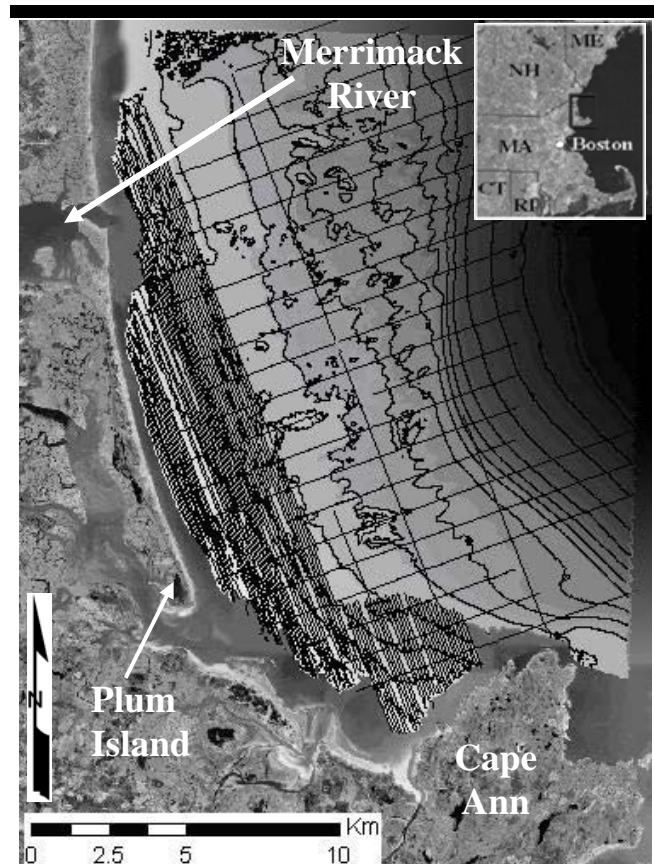 Merrimack
River
ME
NH
MA
Boston
CT
RI
N
Plum
Island
Cape
Ann
Km
0 2.5 5 10